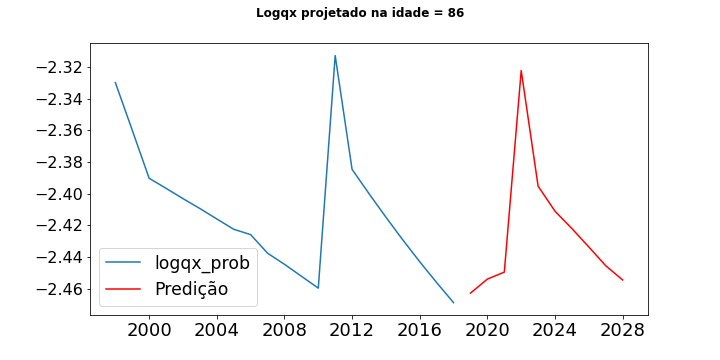 Logqx projetado na idade = 86
−2.32
−2.34
−2.36
−2.38
−2.40
−2.42
−2.44
−2.46
logqx_prob
Predição
2000 2004 2008 2012 2016 2020 2024 2028